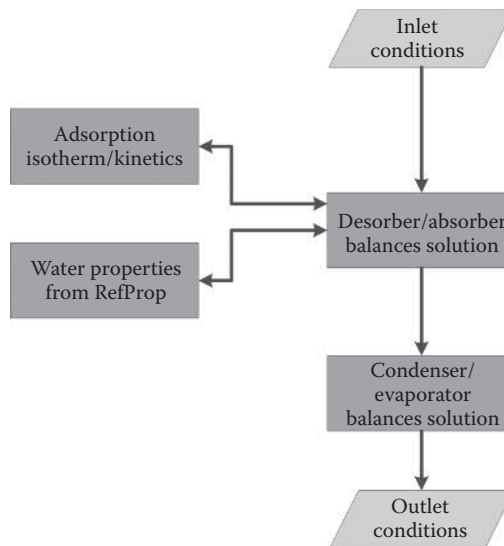 Inlet
conditions
Adsorption
isotherm/kinetics
Desorber/absorber
balances solution
Water properties
from RefProp
Condenser/
evaporator
balances solution
Outlet
conditions